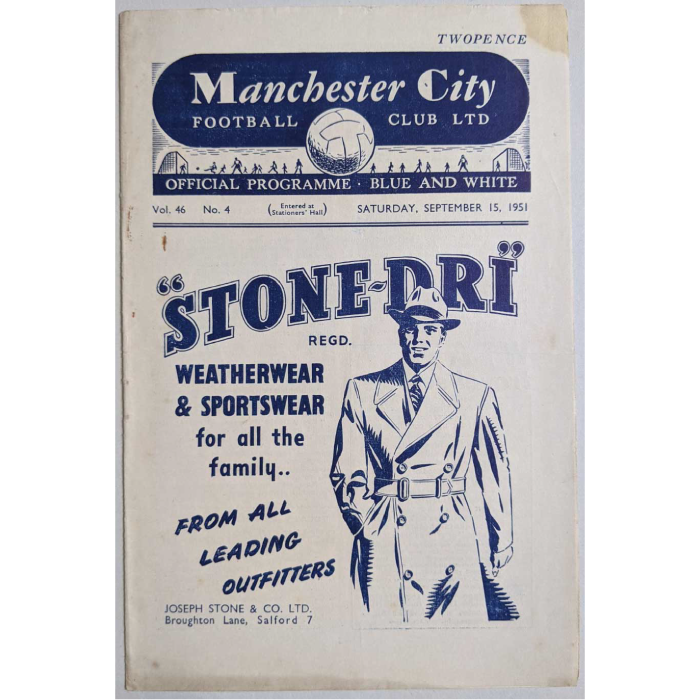 TWOPENCE
Manchester City
FOOTBALL CLUB LTD
OFFICIAL PROGRAMME · BLUE AND WHITE
Vol. 46 No. 4 (Entered at Stationers' Hall) SATURDAY, SEPTEMBER 15, 1951
"STONE-DRI"
REGD.
WEATHERWEAR
& SPORTSWEAR
for all the
family..
FROM ALL
LEADING
OUTFITTERS
JOSEPH STONE & CO. LTD.
Broughton Lane, Salford 7